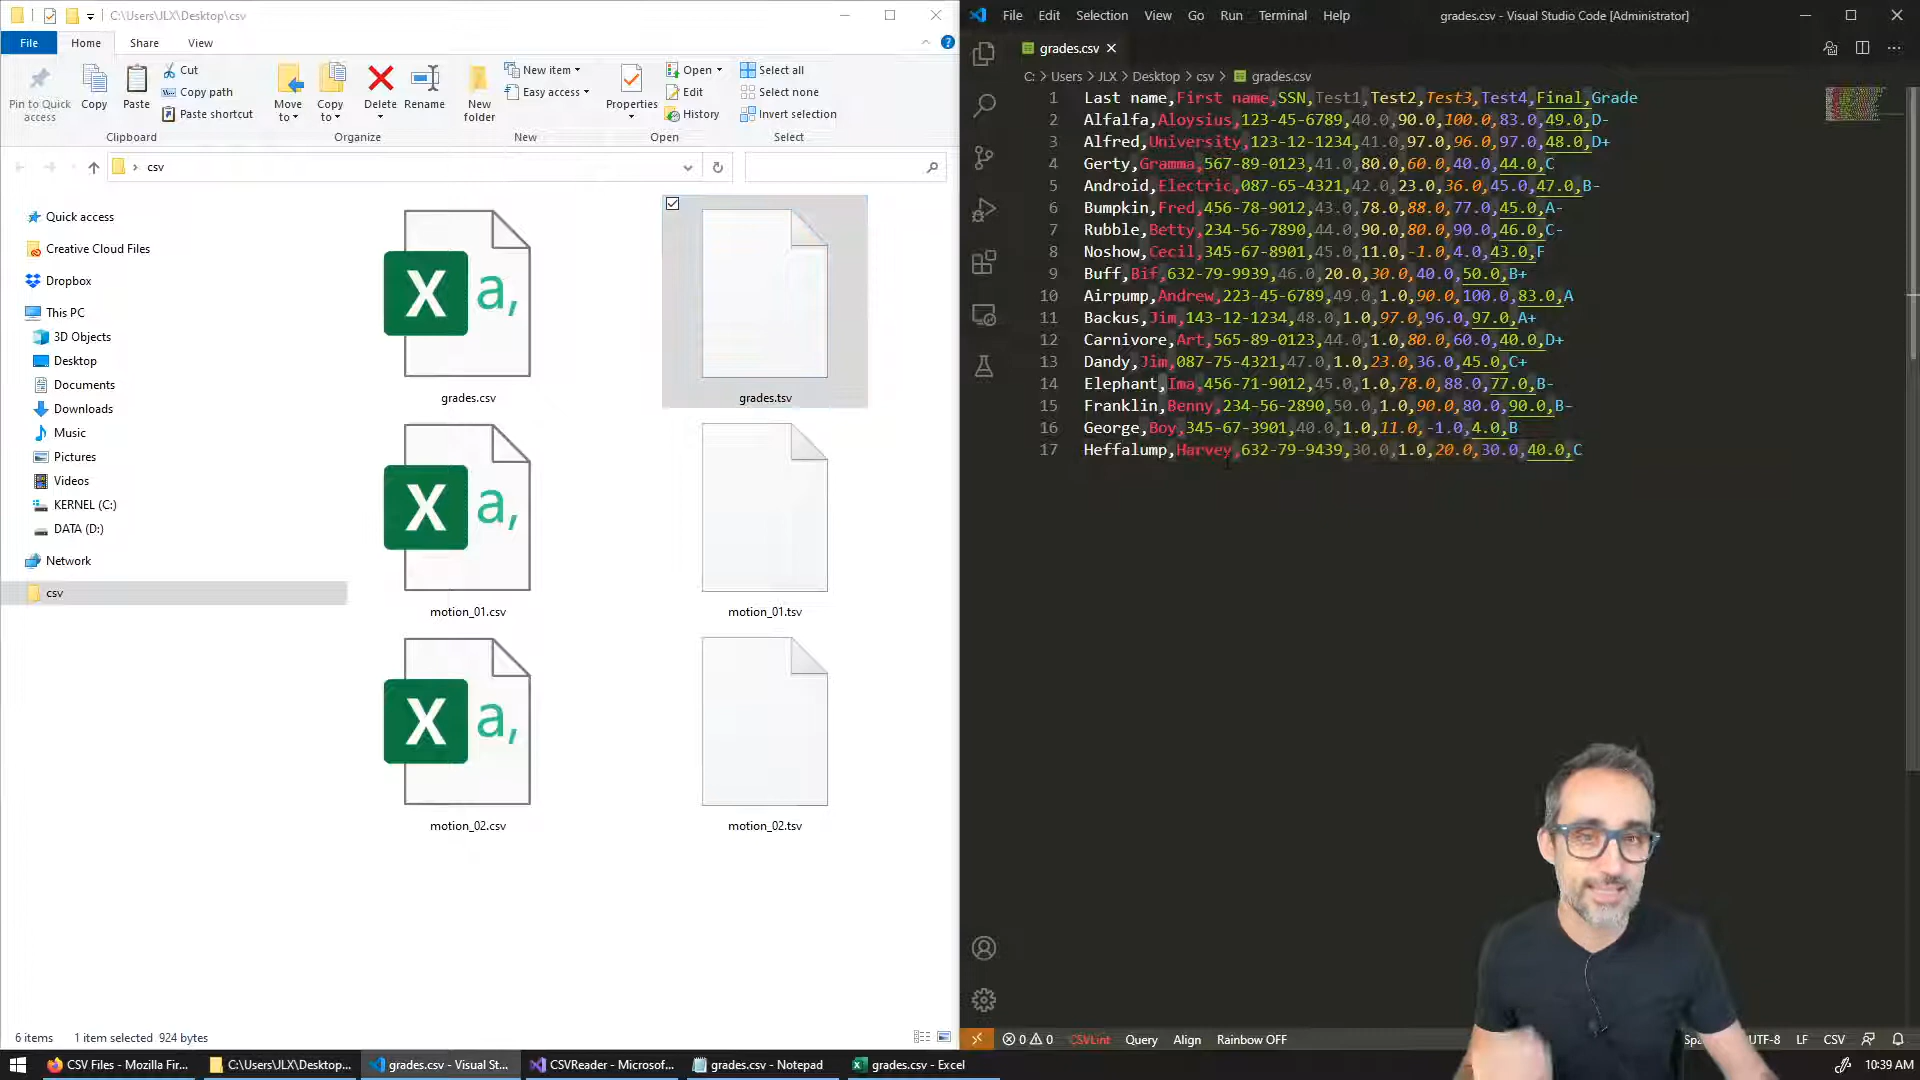 C:\Users\JLX\Desktop\csv
File Home Share View
Pin to Quick access
Copy
Paste
Cut
Copy path
Paste shortcut
Clipboard
Move to
Copy to
Delete
Rename
Organize
New folder
New item
Easy access
New
Properties
Open
Edit
History
Open
Select all
Select none
Invert selection
Select
csv
Quick access
Creative Cloud Files
Dropbox
This PC
3D Objects
Desktop
Documents
Downloads
Music
Pictures
Videos
KERNEL (C:)
DATA (D:)
Network
csv
X a,
grades.csv
grades.tsv
X a,
motion_01.csv
motion_01.tsv
X a,
motion_02.csv
motion_02.tsv
6 items 1 item selected 924 bytes
File Edit Selection View Go Run Terminal Help
grades.csv - Visual Studio Code [Administrator]
grades.csv
C: > Users > JLX > Desktop > csv > grades.csv
1 Last name,First name,SSN,Test1,Test2,Test3,Test4,Final,Grade
2 Alfalfa,Aloysius,123-45-6789,40.0,90.0,100.0,83.0,49.0,D-
3 Alfred,University,123-12-1234,41.0,97.0,96.0,97.0,48.0,D+
4 Gerty,Gramma,567-89-0123,41.0,80.0,60.0,40.0,44.0,C
5 Android,Electric,087-65-4321,42.0,23.0,36.0,45.0,47.0,B-
6 Bumpkin,Fred,456-78-9012,43.0,78.0,88.0,77.0,45.0,A-
7 Rubble,Betty,234-56-7890,44.0,90.0,80.0,90.0,46.0,C-
8 Noshow,Cecil,345-67-8901,45.0,11.0,-1.0,4.0,43.0,F
9 Buff,Bif,632-79-9939,46.0,20.0,30.0,40.0,50.0,B+
10 Airpump,Andrew,223-45-6789,49.0,1.0,90.0,100.0,83.0,A
11 Backus,Jim,143-12-1234,48.0,1.0,97.0,96.0,97.0,A+
12 Carnivore,Art,565-89-0123,44.0,1.0,80.0,60.0,40.0,D+
13 Dandy,Jim,087-75-4321,47.0,1.0,23.0,36.0,45.0,C+
14 Elephant,Ima,456-71-9012,45.0,1.0,78.0,88.0,77.0,B-
15 Franklin,Benny,234-56-2890,50.0,1.0,90.0,80.0,90.0,B-
16 George,Boy,345-67-3901,40.0,1.0,11.0,-1.0,4.0,B
17 Heffalump,Harvey,632-79-9439,30.0,1.0,20.0,30.0,40.0,C
0 0 CSVLint Query Align Rainbow OFF UTF-8 LF CSV
CSV Files - Mozilla Fir...
C:\Users\JLX\Desktop...
grades.csv - Visual St...
CSVReader - Microsof...
grades.csv - Notepad
grades.csv - Excel
10:39 AM